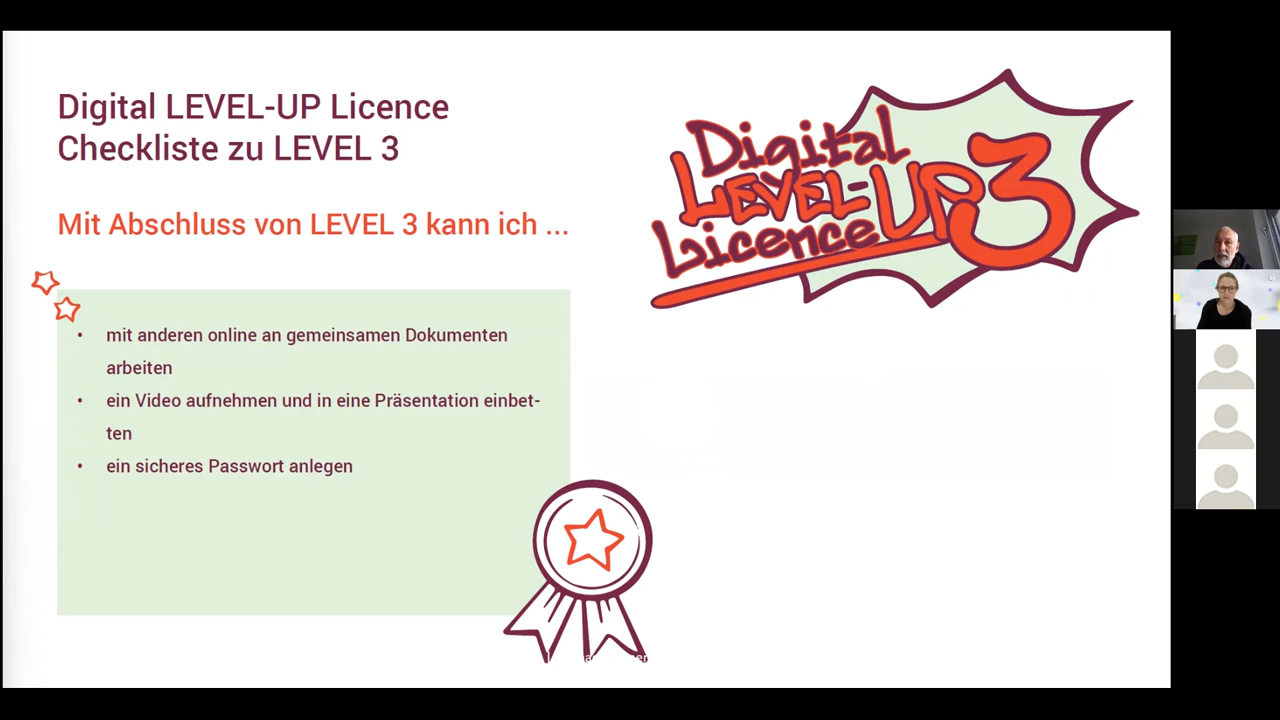 Digital LEVEL-UP Licence
Checkliste zu LEVEL 3
Mit Abschluss von LEVEL 3 kann ich ...
• mit anderen online an gemeinsamen Dokumenten
arbeiten
• ein Video aufnehmen und in eine Präsentation einbet-
ten
• ein sicheres Passwort anlegen
Digital
LEVEL-UP 3
Licence